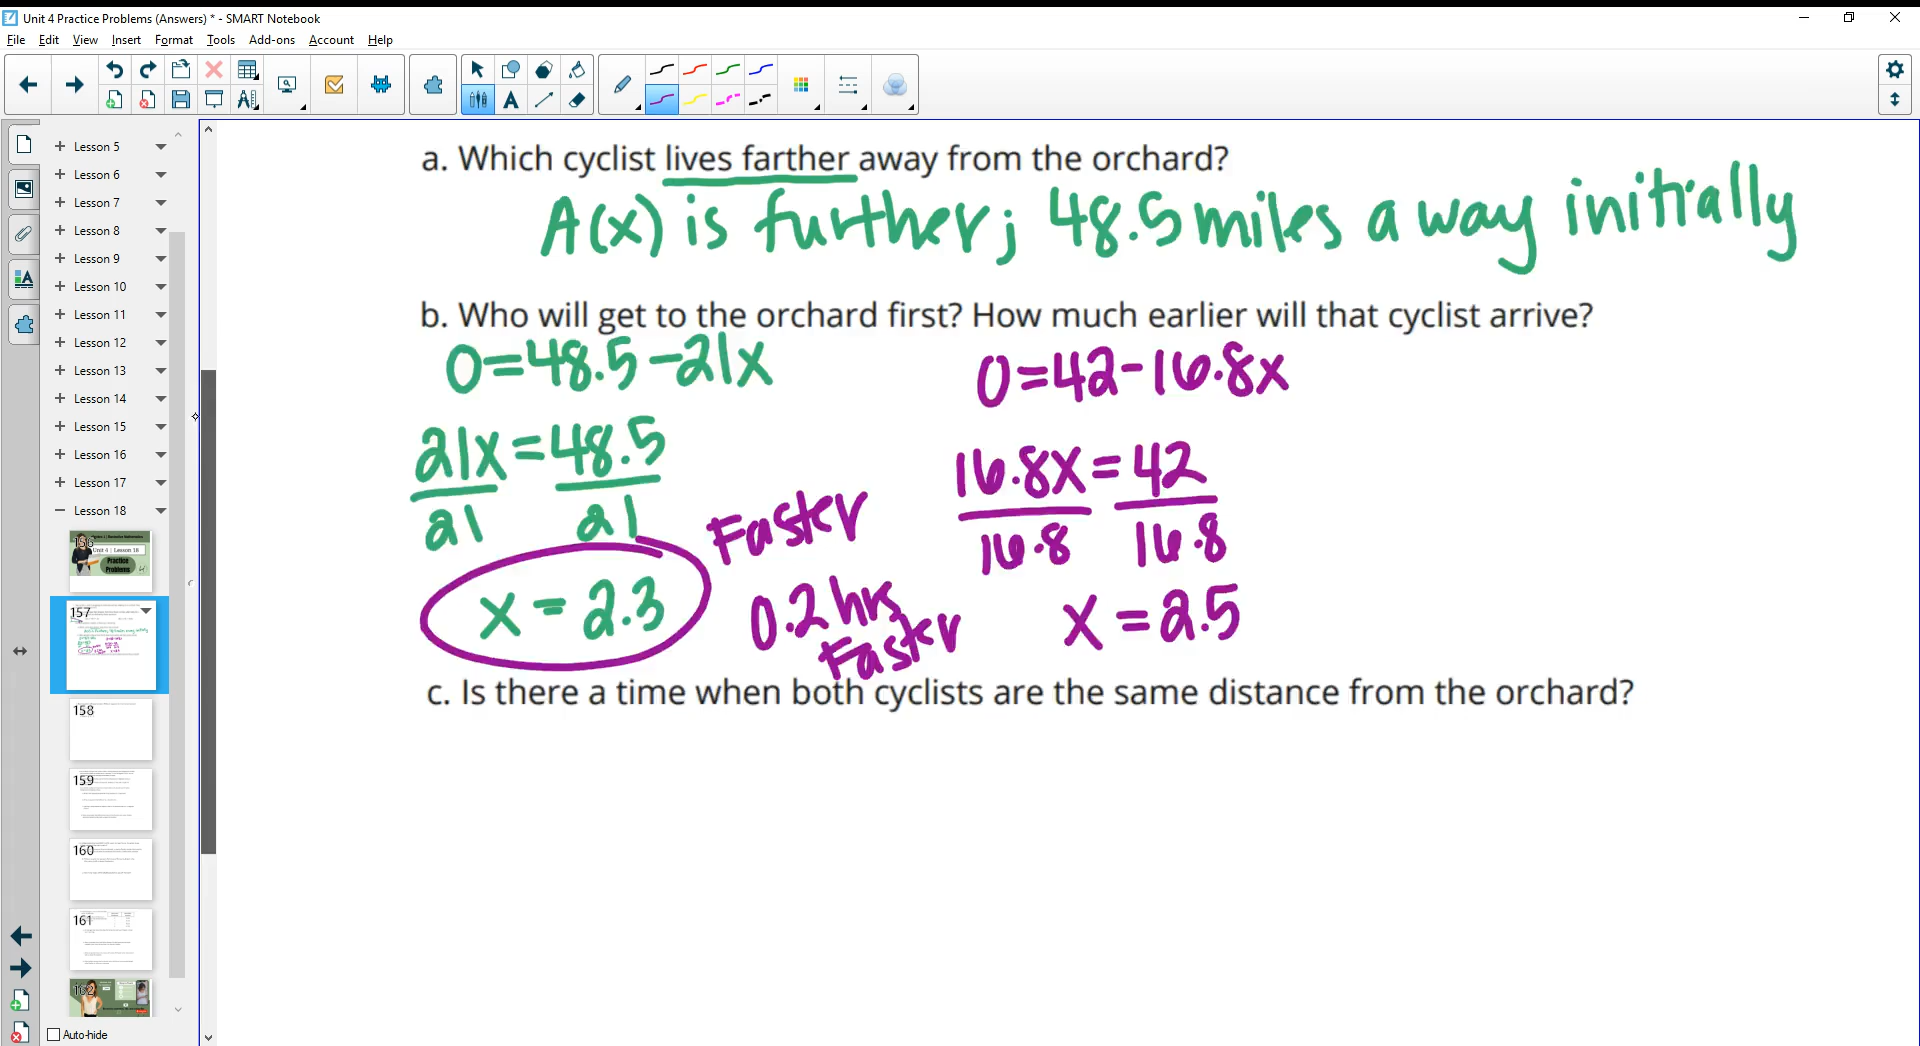 Unit 4 Practice Problems (Answers) * - SMART Notebook
File Edit View Insert Format Tools Add-ons Account Help
Lesson 5
Lesson 6
Lesson 7
Lesson 8
Lesson 9
Lesson 10
Lesson 11
Lesson 12
Lesson 13
Lesson 14
Lesson 15
Lesson 16
Lesson 17
Lesson 18
156
Unit 4 | Lesson 18
Practice
Problems
157
158
159
160
161
162
Auto-hide
a. Which cyclist lives farther away from the orchard?
A(x) is further; 48.5 miles away initially
b. Who will get to the orchard first? How much earlier will that cyclist arrive?
0=48.5-21x
21x=48.5
21 21
x = 2.3
Faster
0.2 hrs
Faster
0=42-16.8x
16.8x=42
16.8 16.8
x = 2.5
c. Is there a time when both cyclists are the same distance from the orchard?